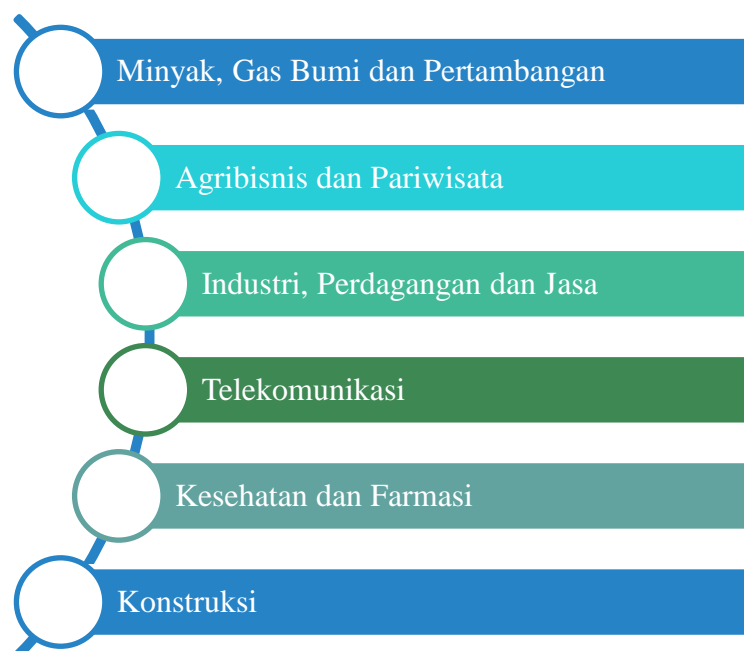 Minyak, Gas Bumi dan Pertambangan
Agribisnis dan Pariwisata
Industri, Perdagangan dan Jasa
Telekomunikasi
Kesehatan dan Farmasi
Konstruksi